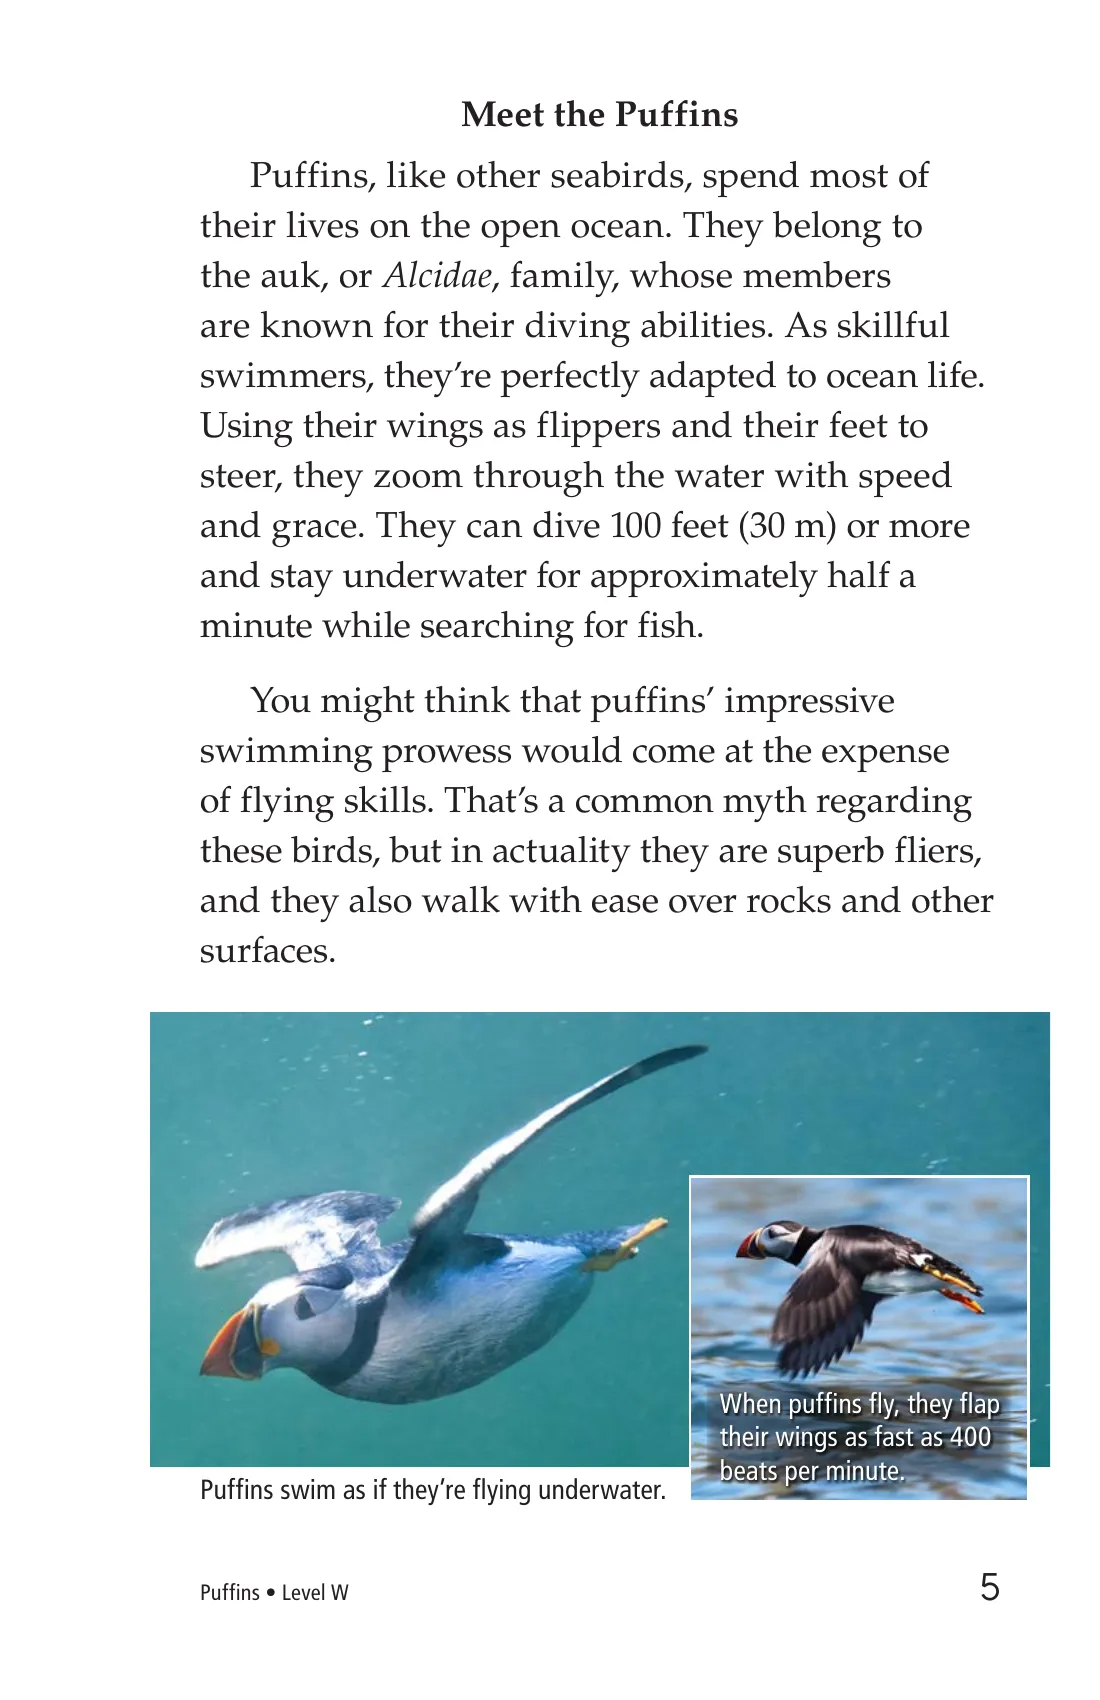 Meet the Puffins
Puffins, like other seabirds, spend most of
their lives on the open ocean. They belong to
the auk, or Alcidae, family, whose members
are known for their diving abilities. As skillful
swimmers, they’re perfectly adapted to ocean life.
Using their wings as flippers and their feet to
steer, they zoom through the water with speed
and grace. They can dive 100 feet (30 m) or more
and stay underwater for approximately half a
minute while searching for fish.
You might think that puffins’ impressive
swimming prowess would come at the expense
of flying skills. That’s a common myth regarding
these birds, but in actuality they are superb fliers,
and they also walk with ease over rocks and other
surfaces.
When puffins fly, they flap
their wings as fast as 400
beats per minute.
Puffins swim as if they’re flying underwater.
Puffins • Level W
5